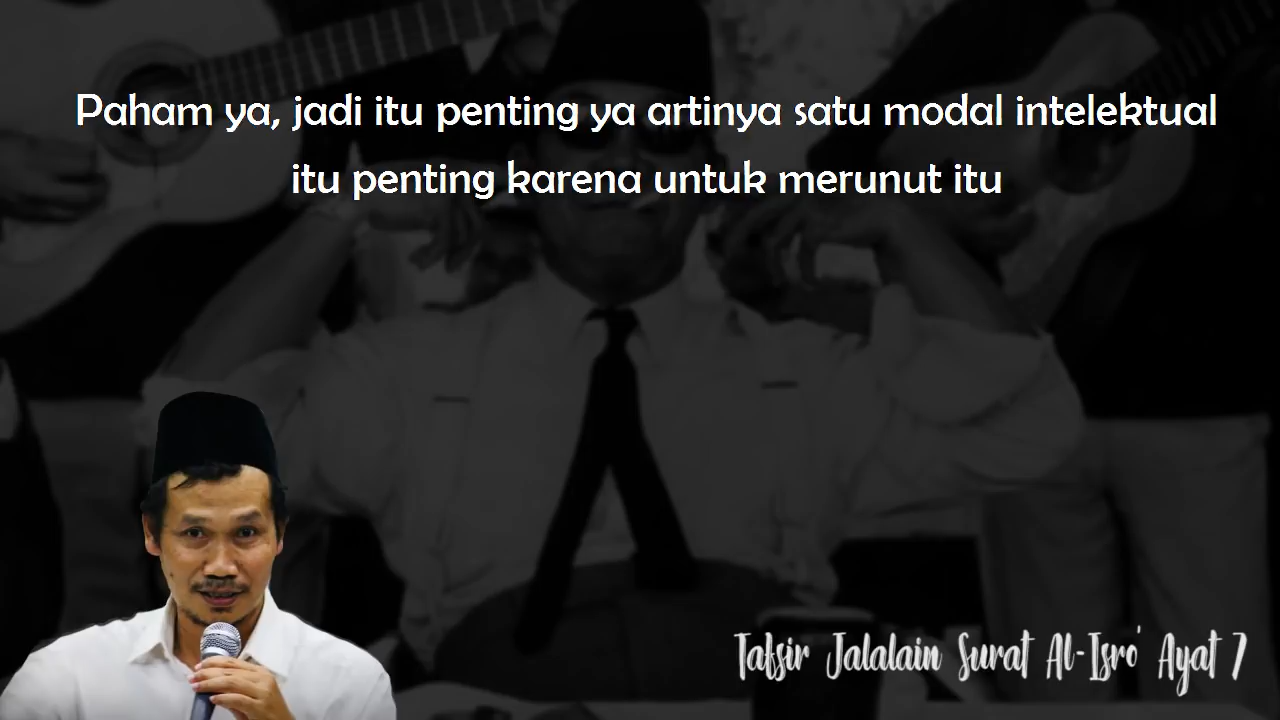 Paham ya, jadi itu penting ya artinya satu modal intelektual
itu penting karena untuk merunut itu
Tafsir Jalalain Surat Al-Isro' Ayat 7